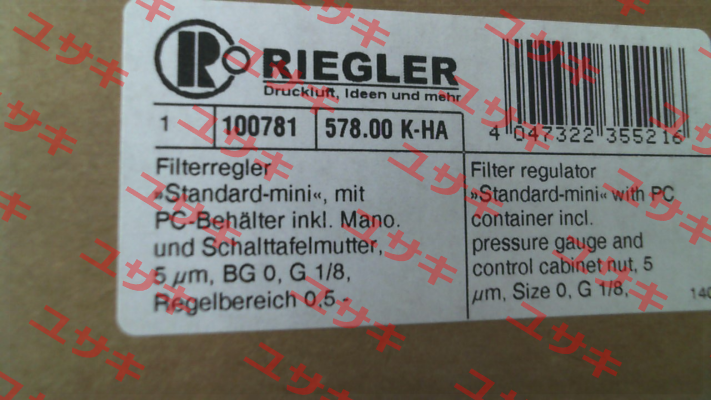 RIEGLER
Druckluft, Ideen und mehr
1 100781 578.00 K-HA
4 047322 355216
Filterregler
»Standard-mini«, mit
PC-Behälter inkl. Mano.
und Schalttafelmutter,
5 µm, BG 0, G 1/8,
Regelbereich 0,5 -
Filter regulator
»Standard-mini« with PC
container incl.
pressure gauge and
control cabinet nut, 5
µm, Size 0, G 1/8,
140
ユサキ